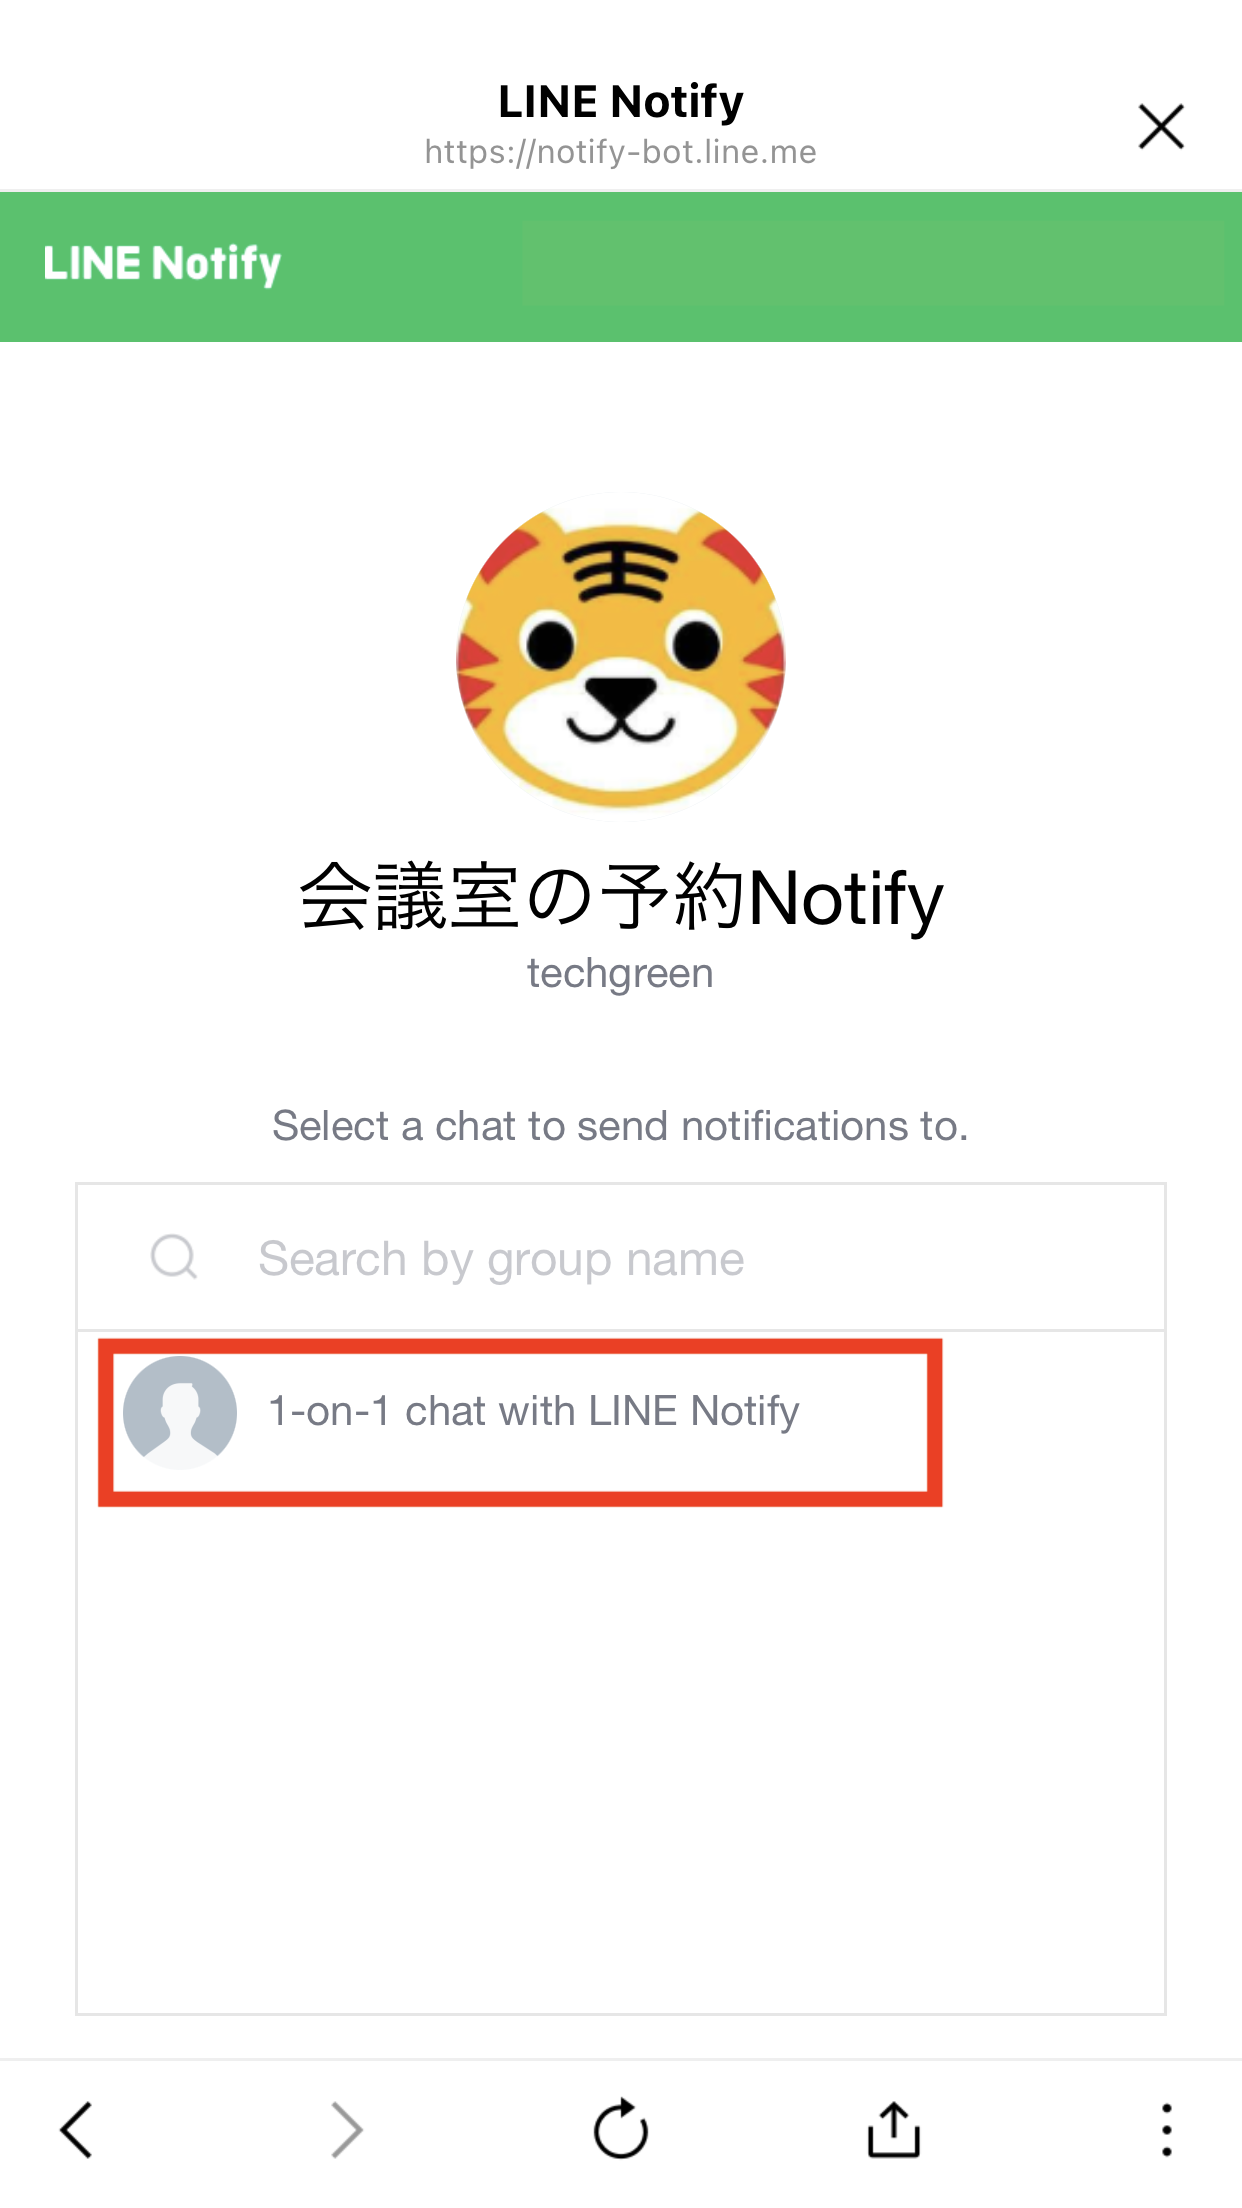 LINE Notify
https://notify-bot.line.me
LINE Notify
会議室の予約Notify
techgreen
Select a chat to send notifications to.
Search by group name
1-on-1 chat with LINE Notify